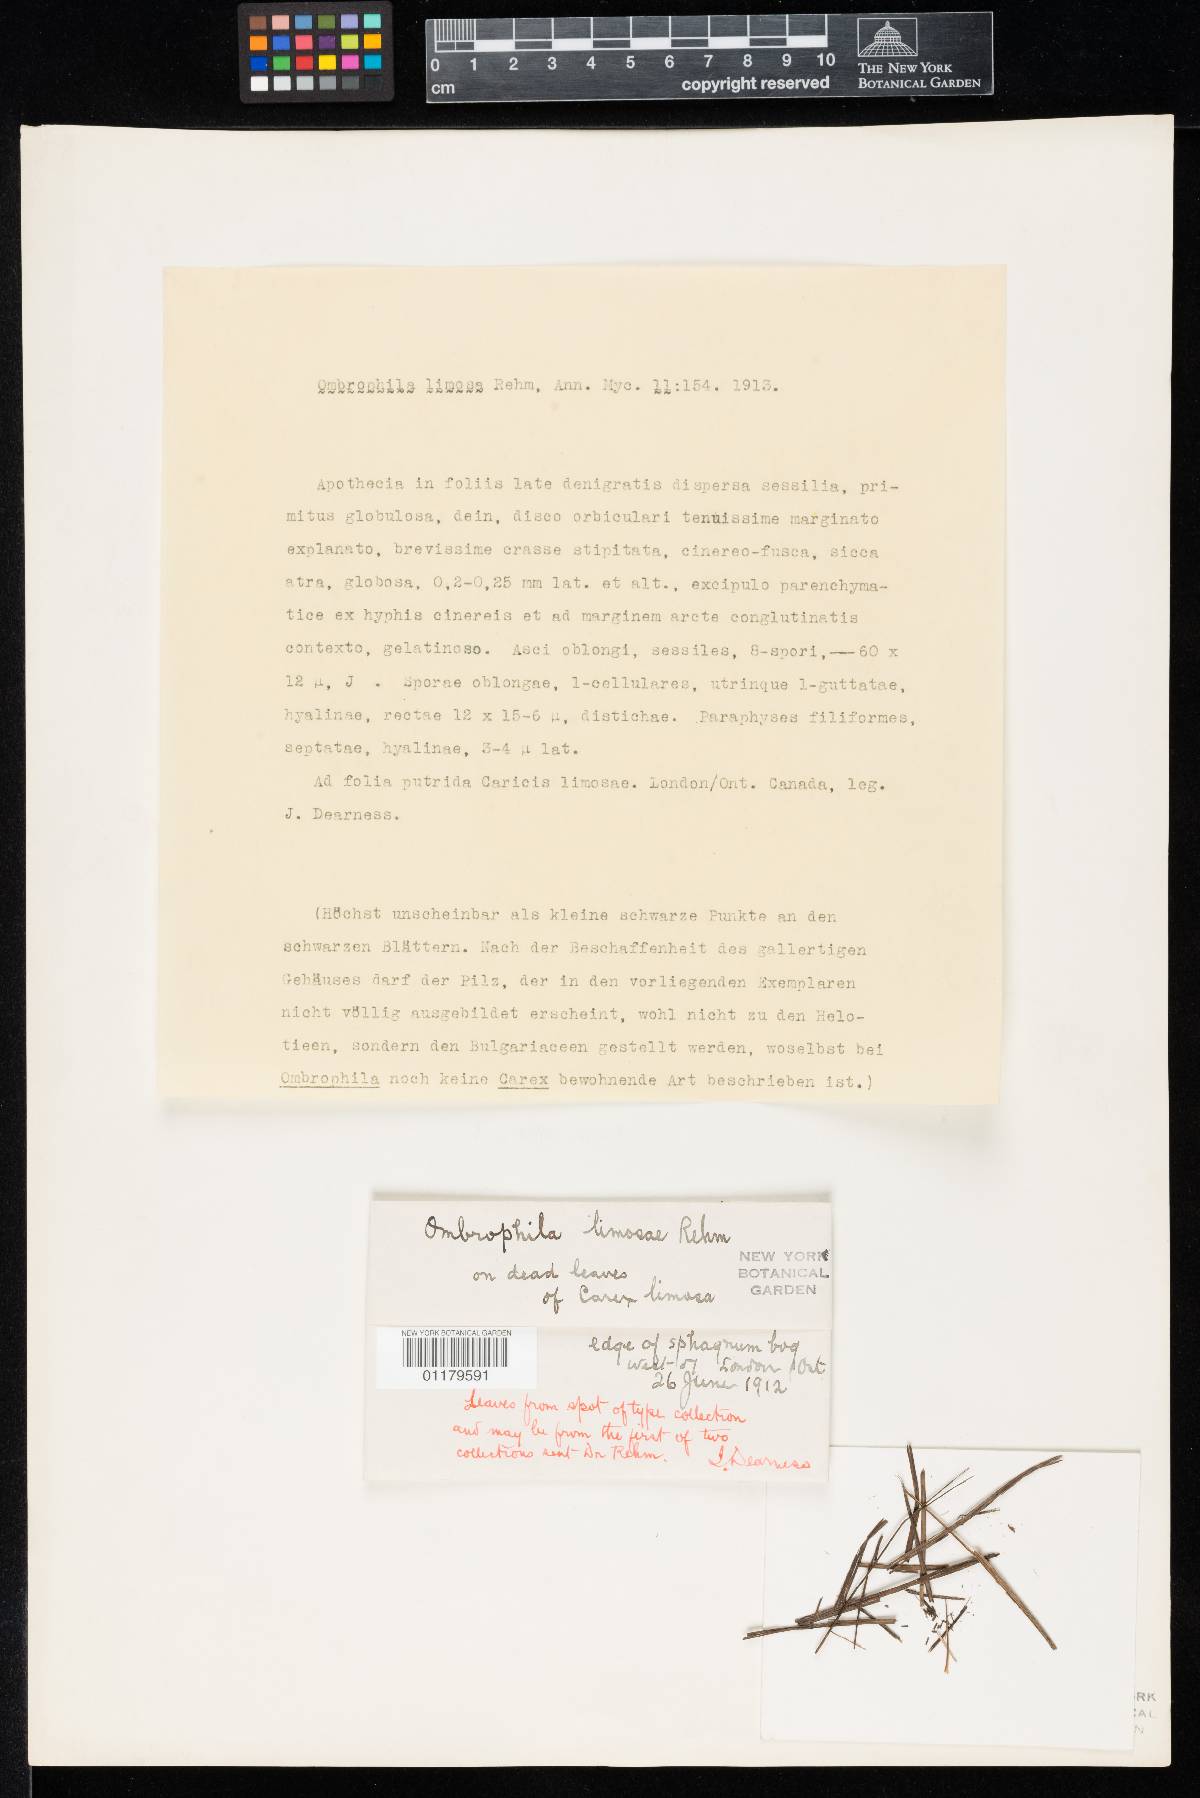 0 1 2 3 4 5 6 7 8 9 10
cm
copyright reserved
THE NEW YORK
BOTANICAL GARDEN
Ombrophila limosa Rehm, Ann. Myc. 11:154. 1913.
Apothecia in foliis late denigratis dispersa sessilia, pri-
mitus globulosa, dein, disco orbiculari tenuissime marginato
explanato, brevissime crasse stipitata, cinereo-fusca, sicca
atra, globosa, 0,2-0,25 mm lat. et alt., excipulo parenchyma-
tice ex hyphis cinereis et ad marginem arcte conglutinatis
contexto, gelatinoso. Asci oblongi, sessiles, 8-spori,—60 x
12 µ, J . Sporae oblongae, 1-cellulares, utrinque 1-guttatae,
hyalinae, rectae 12 x 15-6 µ, distichae. Paraphyses filiformes,
septatae, hyalinae, 3-4 µ lat.
Ad folia putrida Caricis limosae. London/Ont. Canada, leg.
J. Dearness.
(Höchst unscheinbar als kleine schwarze Punkte an den
schwarzen Blättern. Nach der Beschaffenheit des gallertigen
Gehäuses darf der Pilz, der in den vorliegenden Exemplaren
nicht völlig ausgebildet erscheint, wohl nicht zu den Helo-
tieen, sondern den Bulgariaceen gestellt werden, woselbst bei
Ombrophila noch keine Carex bewohnende Art beschrieben ist.)
Ombrophila limosae Rehm
on dead leaves
of Carex limosa
NEW YORK
BOTANICAL
GARDEN
NEW YORK BOTANICAL GARDEN
01179591
edge of sphagnum bog
west of London Ont
26 June 1912
Leaves from spot of type collection
and may be from the first of two
collections sent Dr Rehm. J. Dearness
RK
CAL
N